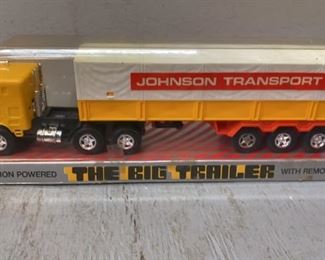 JOHNSON TRANSPORT
ION POWERED THE BIG TRAILER WITH REMO